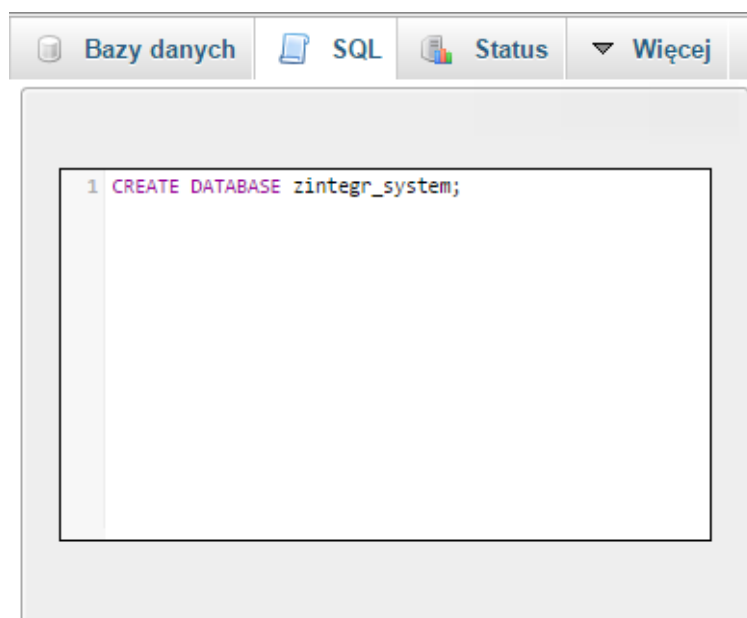 Bazy danych SQL Status Więcej
1 CREATE DATABASE zintegr_system;